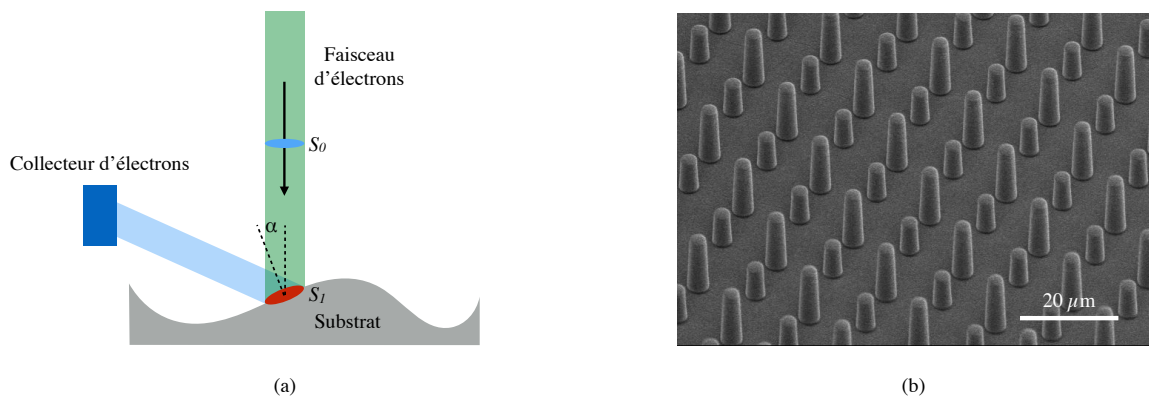 Faisceau
d'électrons
S0
Collecteur d'électrons
α
S1
Substrat
20 µm
(a)
(b)